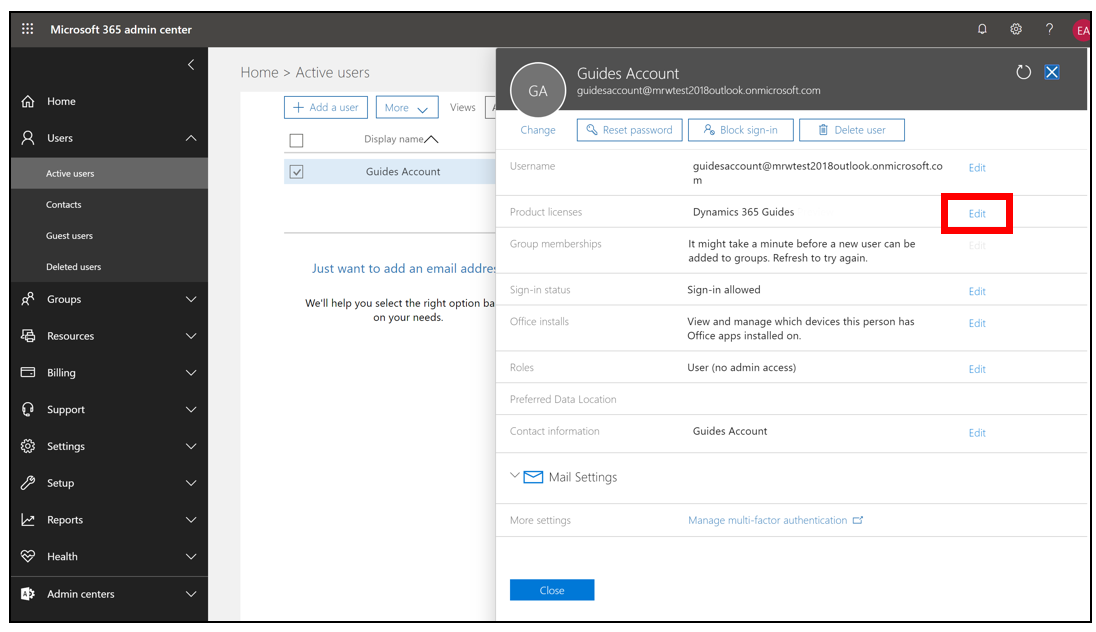 Microsoft 365 admin center
?
EA
Home
Users
Active users
Contacts
Guest users
Deleted users
Groups
Resources
Billing
Support
Settings
Setup
Reports
Health
Admin centers
Home > Active users
+ Add a user
More
Views
Display name
Guides Account
Just want to add an email addres
We'll help you select the right option ba
on your needs.
GA
Guides Account
guidesaccount@mrwtest2018outlook.onmicrosoft.com
Change
Reset password
Block sign-in
Delete user
Username
guidesaccount@mrwtest2018outlook.onmicrosoft.co
m
Edit
Product licenses
Dynamics 365 Guides
Edit
Group memberships
It might take a minute before a new user can be
added to groups. Refresh to try again.
Edit
Sign-in status
Sign-in allowed
Edit
Office installs
View and manage which devices this person has
Office apps installed on.
Edit
Roles
User (no admin access)
Edit
Preferred Data Location
Contact information
Guides Account
Edit
Mail Settings
More settings
Manage multi-factor authentication
Close